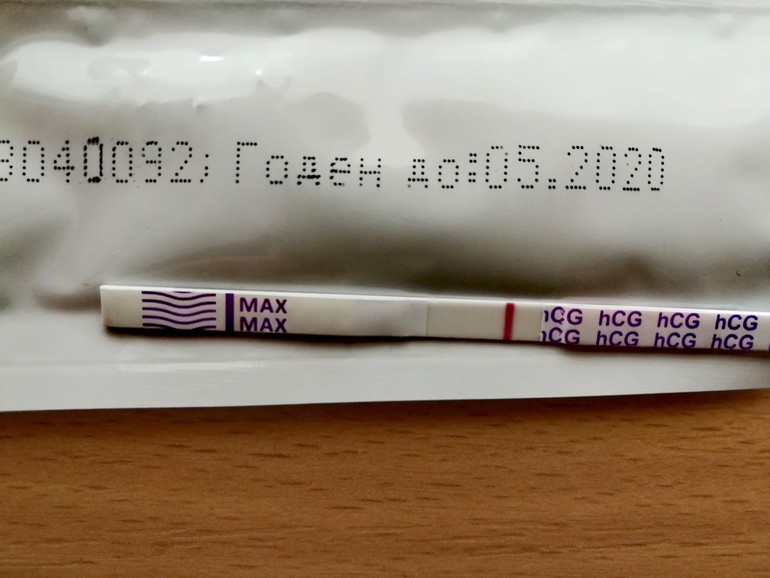 3040092; Годен до:05.2020
MAX
MAX
hCG hCG hCG hCG
hCG hCG hCG hCG